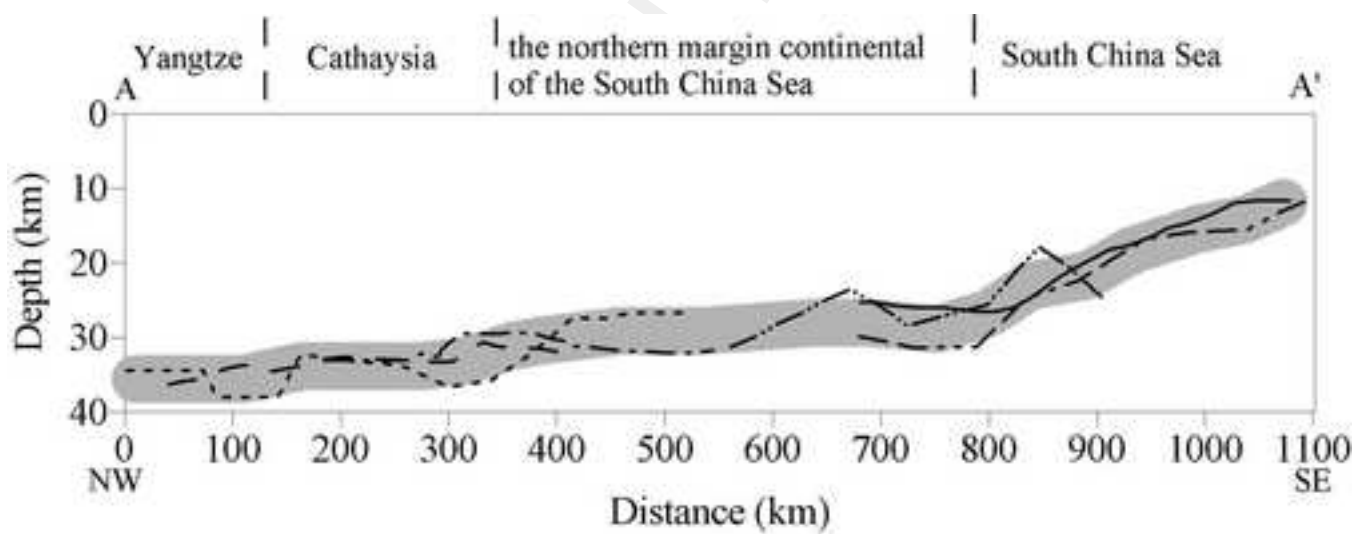 Yangtze
Cathaysia
the northern margin continental
of the South China Sea
South China Sea
A
A'
0
10
20
30
40
Depth (km)
0 100 200 300 400 500 600 700 800 900 1000 1100
NW
SE
Distance (km)